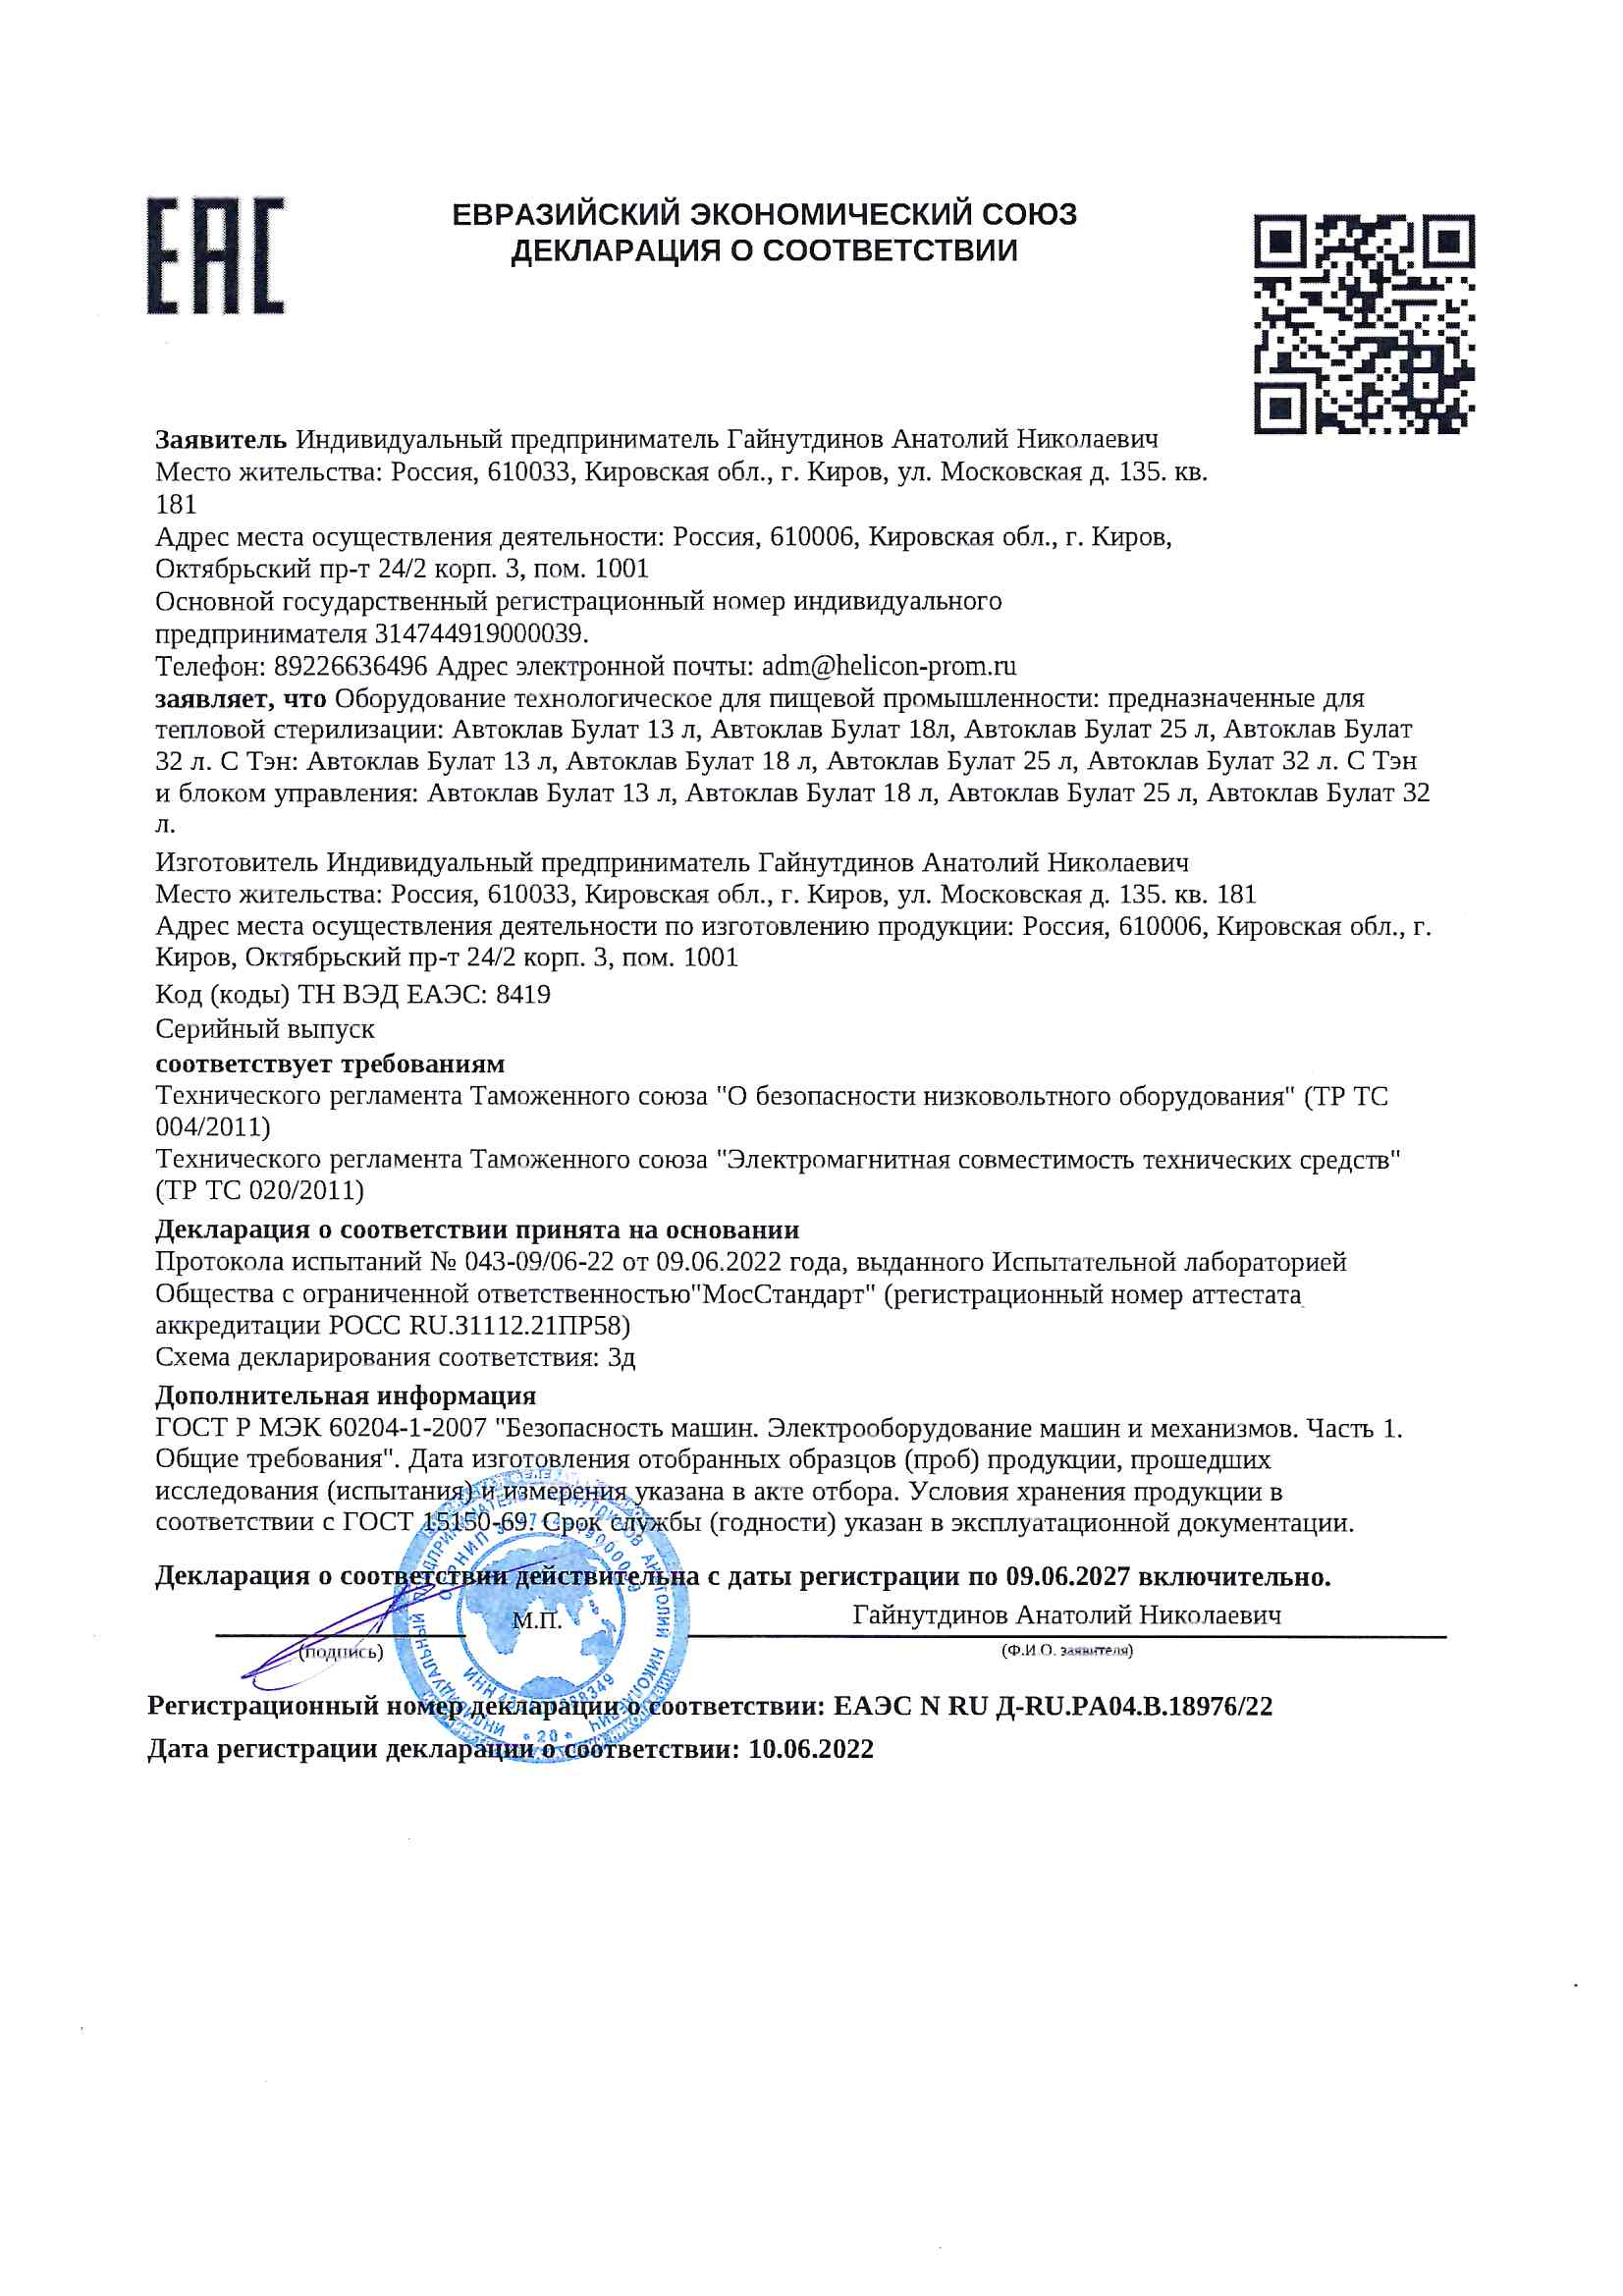 ЕАС
ЕВРАЗИЙСКИЙ ЭКОНОМИЧЕСКИЙ СОЮЗ
ДЕКЛАРАЦИЯ О СООТВЕТСТВИИ
Заявитель Индивидуальный предприниматель Гайнутдинов Анатолий Николаевич
Место жительства: Россия, 610033, Кировская обл., г. Киров, ул. Московская д. 135. кв.
181
Адрес места осуществления деятельности: Россия, 610006, Кировская обл., г. Киров,
Октябрьский пр-т 24/2 корп. 3, пом. 1001
Основной государственный регистрационный номер индивидуального
предпринимателя 314744919000039.
Телефон: 89226636496 Адрес электронной почты: adm@helicon-prom.ru
заявляет, что Оборудование технологическое для пищевой промышленности: предназначенные для
тепловой стерилизации: Автоклав Булат 13 л, Автоклав Булат 18л, Автоклав Булат 25 л, Автоклав Булат
32 л. С Тэн: Автоклав Булат 13 л, Автоклав Булат 18 л, Автоклав Булат 25 л, Автоклав Булат 32 л. С Тэн
и блоком управления: Автоклав Булат 13 л, Автоклав Булат 18 л, Автоклав Булат 25 л, Автоклав Булат 32
л.
Изготовитель Индивидуальный предприниматель Гайнутдинов Анатолий Николаевич
Место жительства: Россия, 610033, Кировская обл., г. Киров, ул. Московская д. 135. кв. 181
Адрес места осуществления деятельности по изготовлению продукции: Россия, 610006, Кировская обл., г.
Киров, Октябрьский пр-т 24/2 корп. 3, пом. 1001
Код (коды) ТН ВЭД ЕАЭС: 8419
Серийный выпуск
соответствует требованиям
Технического регламента Таможенного союза "О безопасности низковольтного оборудования" (ТР ТС
004/2011)
Технического регламента Таможенного союза "Электромагнитная совместимость технических средств"
(ТР ТС 020/2011)
Декларация о соответствии принята на основании
Протокола испытаний № 043-09/06-22 от 09.06.2022 года, выданного Испытательной лабораторией
Общества с ограниченной ответственностью"МосСтандарт" (регистрационный номер аттестата
аккредитации РОСС RU.31112.21ПР58)
Схема декларирования соответствия: 3д
Дополнительная информация
ГОСТ Р МЭК 60204-1-2007 "Безопасность машин. Электрооборудование машин и механизмов. Часть 1.
Общие требования". Дата изготовления отобранных образцов (проб) продукции, прошедших
исследования (испытания) и измерения указана в акте отбора. Условия хранения продукции в
соответствии с ГОСТ 15150-69. Срок службы (годности) указан в эксплуатационной документации.
Декларация о соответствии действительна с даты регистрации по 09.06.2027 включительно.
М.П.
Гайнутдинов Анатолий Николаевич
(подпись)
(Ф.И.О. заявителя)
Регистрационный номер декларации о соответствии: ЕАЭС N RU Д-RU.РА04.В.18976/22
Дата регистрации декларации о соответствии: 10.06.2022